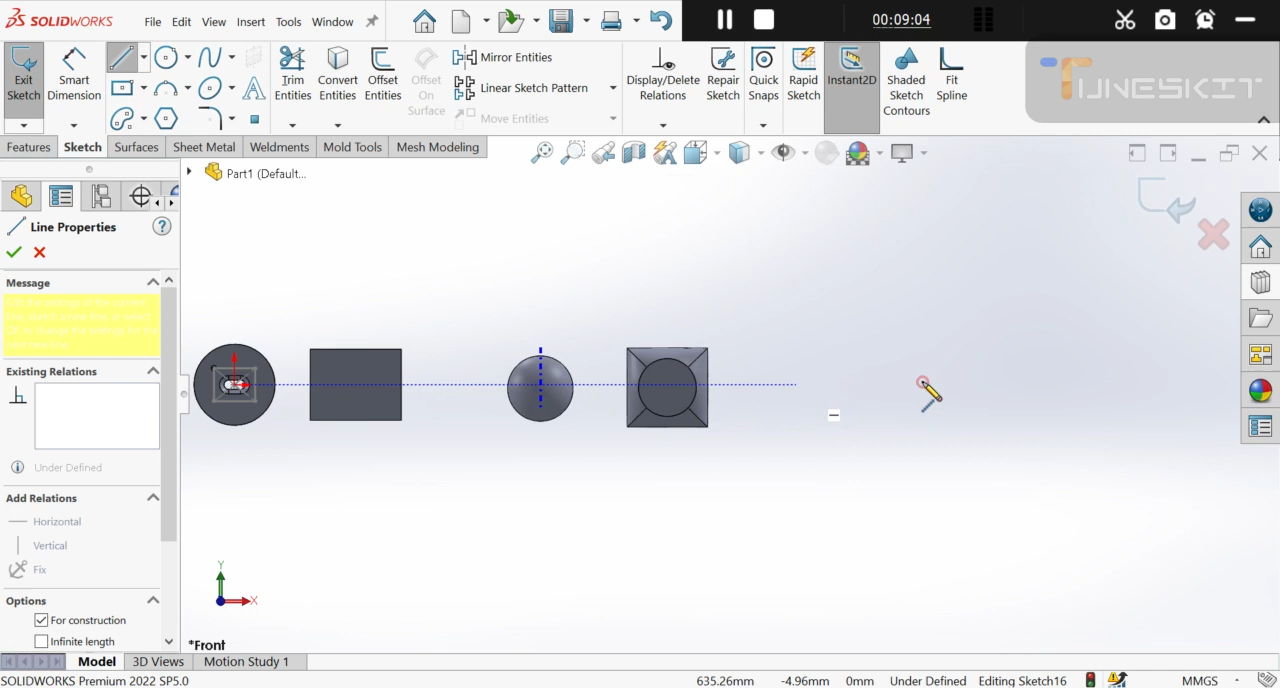 SOLIDWORKS File Edit View Insert Tools Window 00:09:04
TUNESKIT
Exit Sketch
Smart Dimension
Trim Entities
Convert Entities
Offset Entities
Offset On Surface
Mirror Entities
Linear Sketch Pattern
Move Entities
Display/Delete Relations
Repair Sketch
Quick Snaps
Rapid Sketch
Instant2D
Shaded Sketch Contours
Fit Spline
Features Sketch Surfaces Sheet Metal Weldments Mold Tools Mesh Modeling
Part1 (Default...
Line Properties
Message
Existing Relations
Under Defined
Add Relations
Horizontal
Vertical
Fix
Options
For construction
Infinite length
Y
X
*Front
Model 3D Views Motion Study 1
SOLIDWORKS Premium 2022 SP5.0 635.26mm -4.96mm 0mm Under Defined Editing Sketch16 MMGS